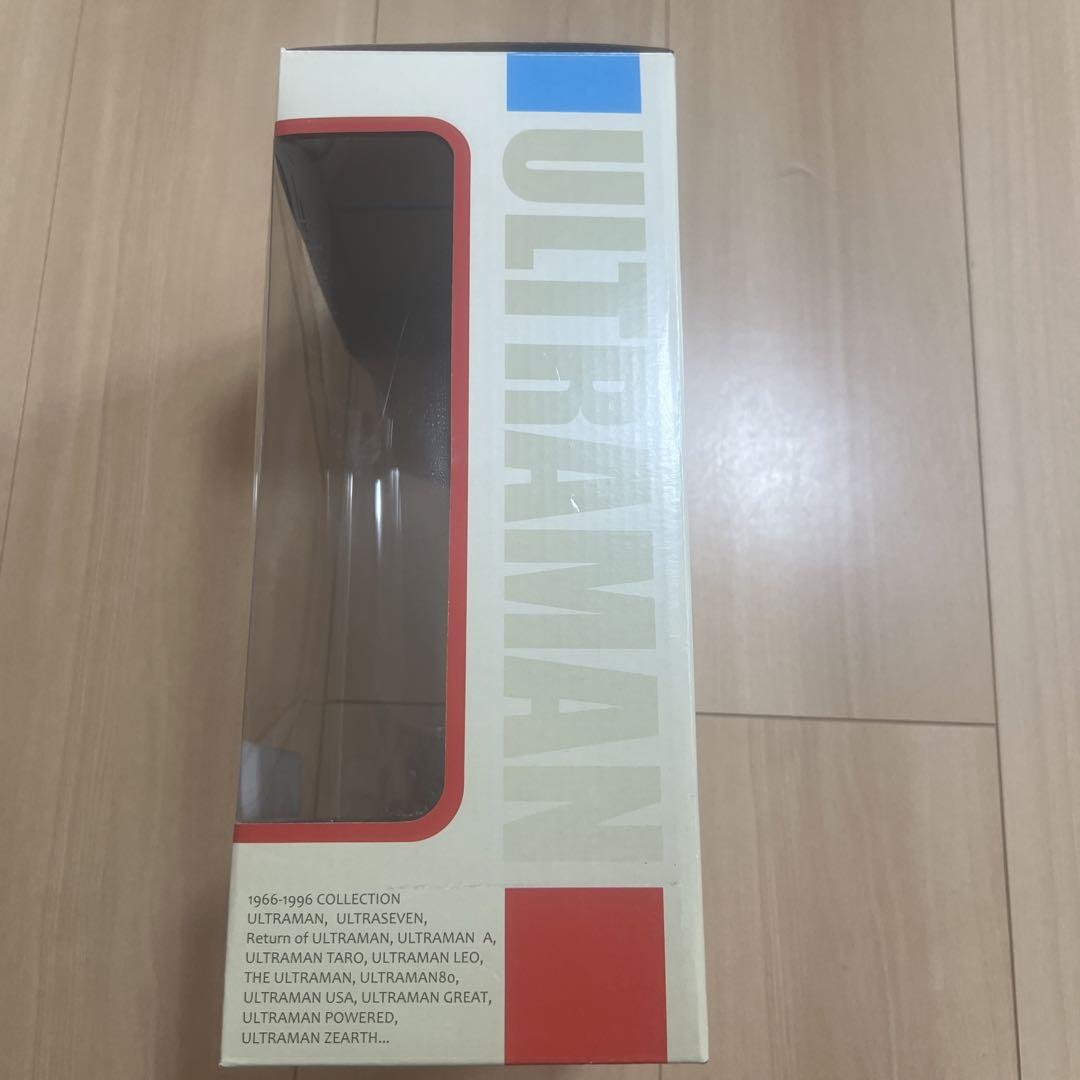 ULTRAMAN
1966-1996 COLLECTION
ULTRAMAN, ULTRASEVEN,
Return of ULTRAMAN, ULTRAMAN A,
ULTRAMAN TARO, ULTRAMAN LEO,
THE ULTRAMAN, ULTRAMAN80,
ULTRAMAN USA, ULTRAMAN GREAT,
ULTRAMAN POWERED,
ULTRAMAN ZEARTH...